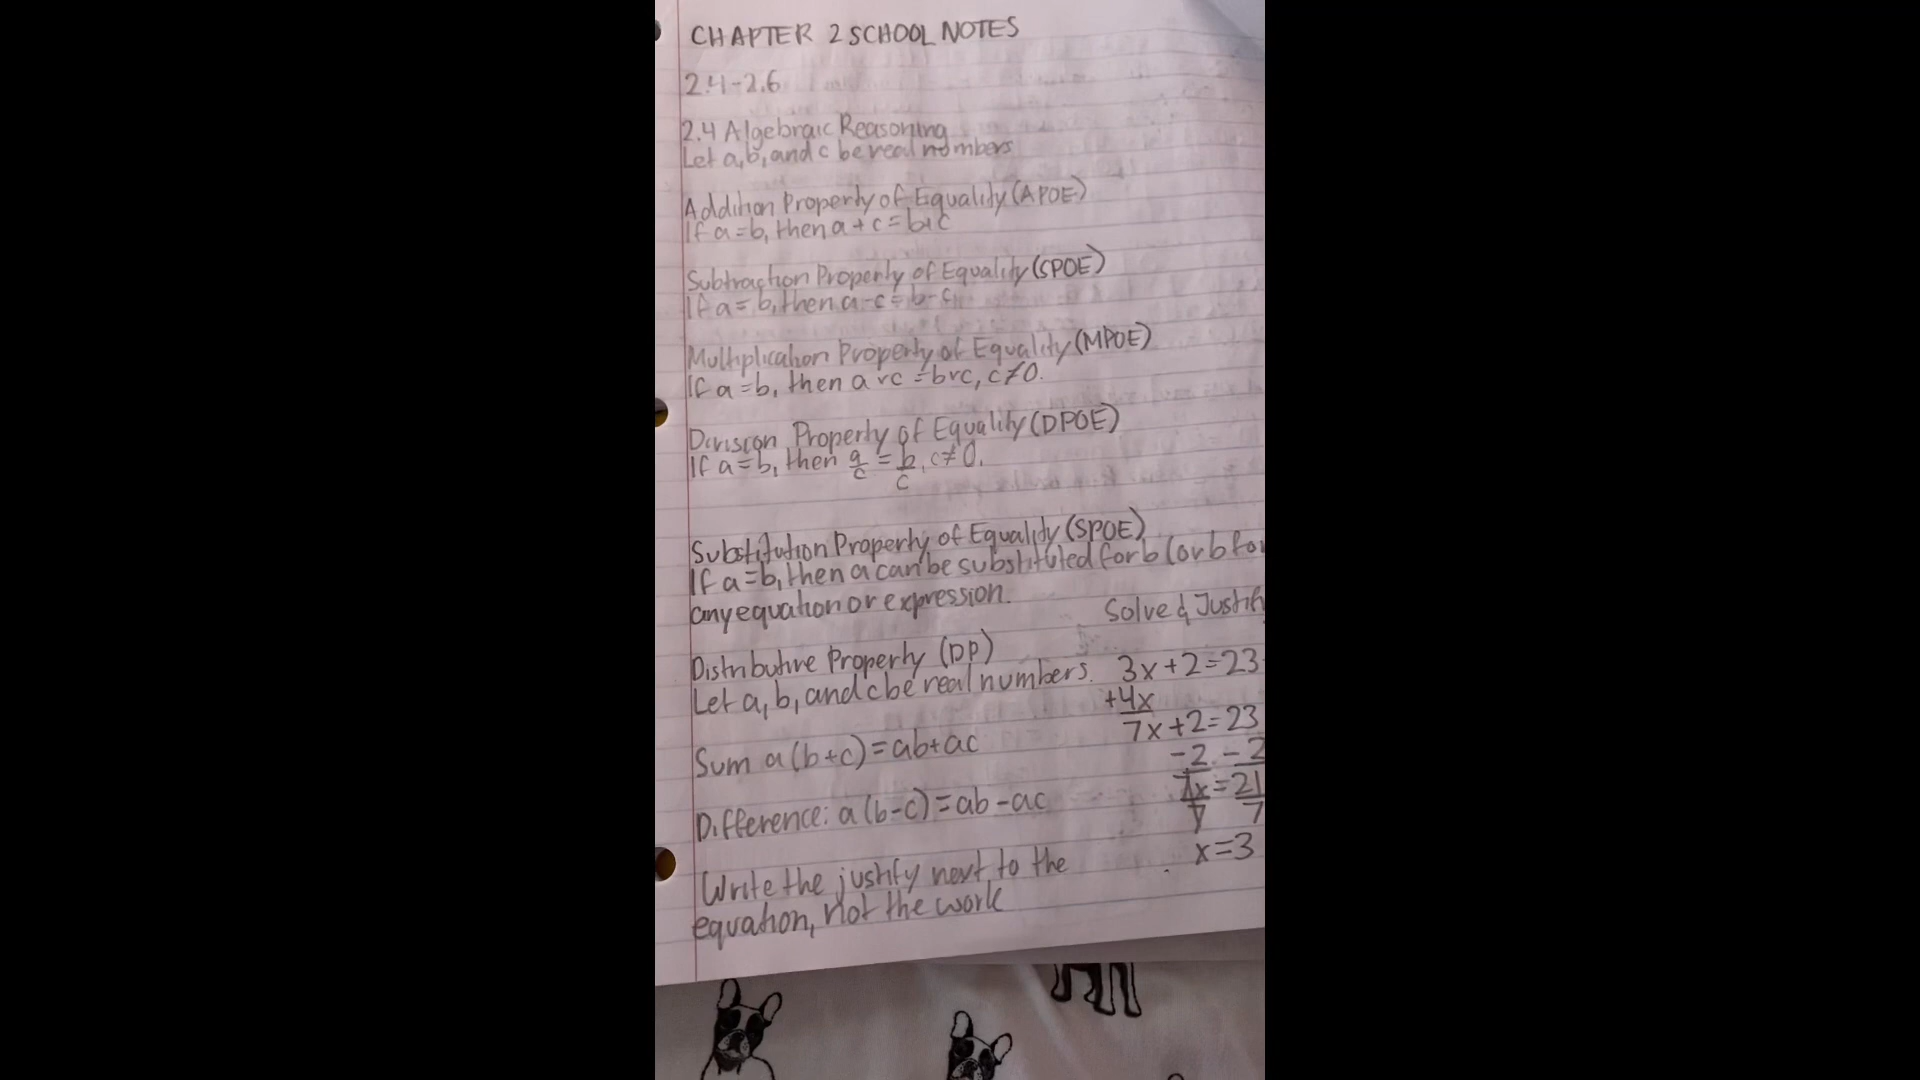 CHAPTER 2 SCHOOL NOTES
2.4-2.6
2.4 Algebraic Reasoning
Let a, b, and c be real numbers
Addition Property of Equality (APOE)
If a = b, then a + c = b+c
Subtraction Property of Equality (SPOE)
If a = b, then a - c = b - c
Multiplication Property of Equality (MPOE)
If a = b, then a · c = b · c, c ≠ 0.
Division Property of Equality (DPOE)
If a = b, then a/c = b/c, c ≠ 0.
Substitution Property of Equality (SPOE)
If a = b, then a can be substituted for b (or b for
any equation or expression.
Distributive Property (DP)
Let a, b, and c be real numbers.
Sum a(b+c) = ab+ac
Difference: a(b-c) = ab-ac
Write the justify next to the
equation, not the work
Solve & Justify
3x+2=23
+4x
7x+2=23
-2 -2
7x = 21
7 7
x=3